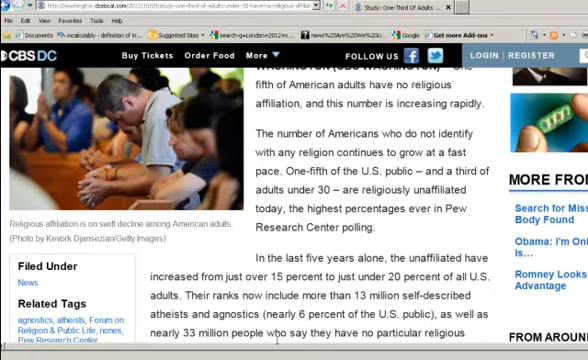 washington.cbslocal.com/2012/10/09/study-one-third-of-adults-under-30-have-no-religious-affiliat
Study: One-Third Of Adults ...
Edit View Favorites Tools Help
Documents
Suggested Sites
Google
Get more Add-ons
CBS DC
Buy Tickets Order Food More
FOLLOW US
LOGIN | REGISTER
WASHINGTON (CBS WASHINGTON) – One-
fifth of American adults have no religious
affiliation, and this number is increasing rapidly.
The number of Americans who do not identify
with any religion continues to grow at a fast
pace. One-fifth of the U.S. public – and a third of
adults under 30 – are religiously unaffiliated
today, the highest percentages ever in Pew
Research Center polling.
Religious affiliation is on swift decline among American adults.
(Photo by Kevork Djansezian/Getty Images)
In the last five years alone, the unaffiliated have
increased from just over 15 percent to just under 20 percent of all U.S.
adults. Their ranks now include more than 13 million self-described
atheists and agnostics (nearly 6 percent of the U.S. public), as well as
nearly 33 million people who say they have no particular religious
Filed Under
News
Related Tags
agnostics, atheists, Forum on
Religion & Public Life, nones,
Pew Research Center
MORE FRO
Search for Miss
Body Found
Obama: I'm Onl
Is...
Romney Looks
Advantage
FROM AROUN